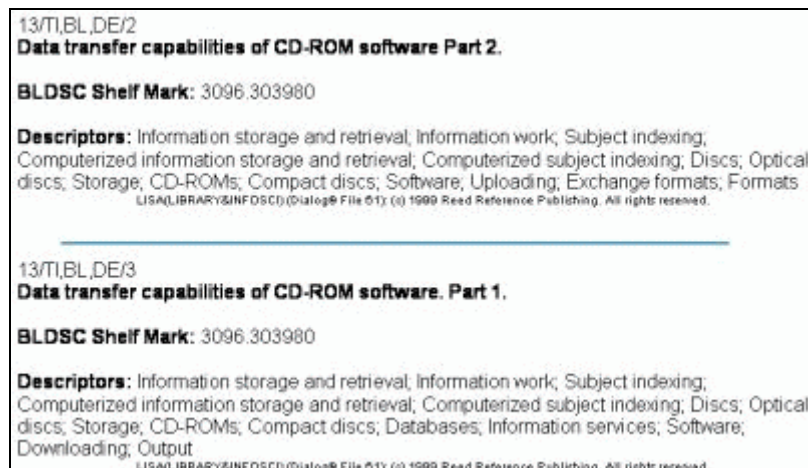 13/TI,BL,DE/2
Data transfer capabilities of CD-ROM software Part 2.
BLDSC Shelf Mark: 3096.303980
Descriptors: Information storage and retrieval; Information work; Subject indexing;
Computerized information storage and retrieval; Computerized subject indexing; Discs; Optical
discs; Storage; CD-ROMs; Compact discs; Software; Uploading; Exchange formats; Formats
LISA(LIBRARY&INFOSCI) (Dialog® File 61): (c) 1999 Reed Reference Publishing. All rights reserved.
13/TI,BL,DE/3
Data transfer capabilities of CD-ROM software. Part 1.
BLDSC Shelf Mark: 3096.303980
Descriptors: Information storage and retrieval; Information work; Subject indexing;
Computerized information storage and retrieval; Computerized subject indexing; Discs; Optical
discs; Storage; CD-ROMs; Compact discs; Databases; Information services; Software;
Downloading; Output
LISA(LIBRARY&INFOSCI) (Dialog® File 61): (c) 1999 Reed Reference Publishing. All rights reserved.